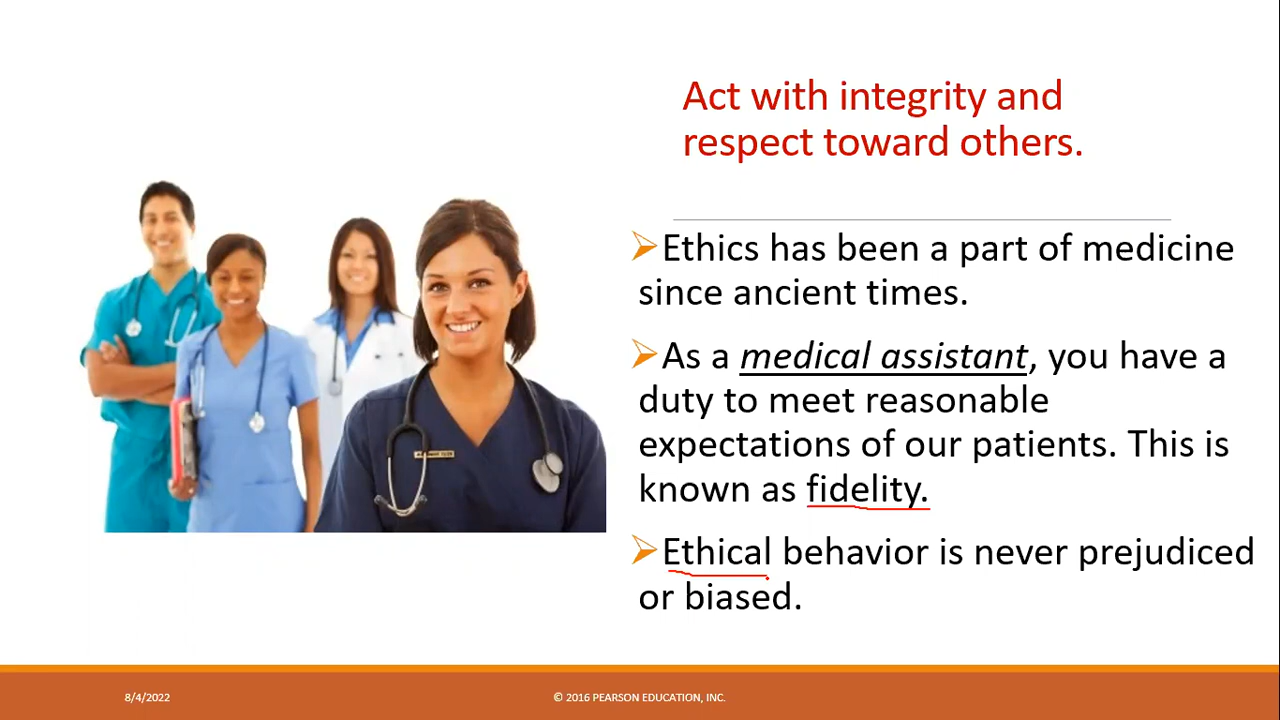 Act with integrity and
respect toward others.
➢Ethics has been a part of medicine
since ancient times.
➢As a medical assistant, you have a
duty to meet reasonable
expectations of our patients. This is
known as fidelity.
➢Ethical behavior is never prejudiced
or biased.
8/4/2022
© 2016 PEARSON EDUCATION, INC.